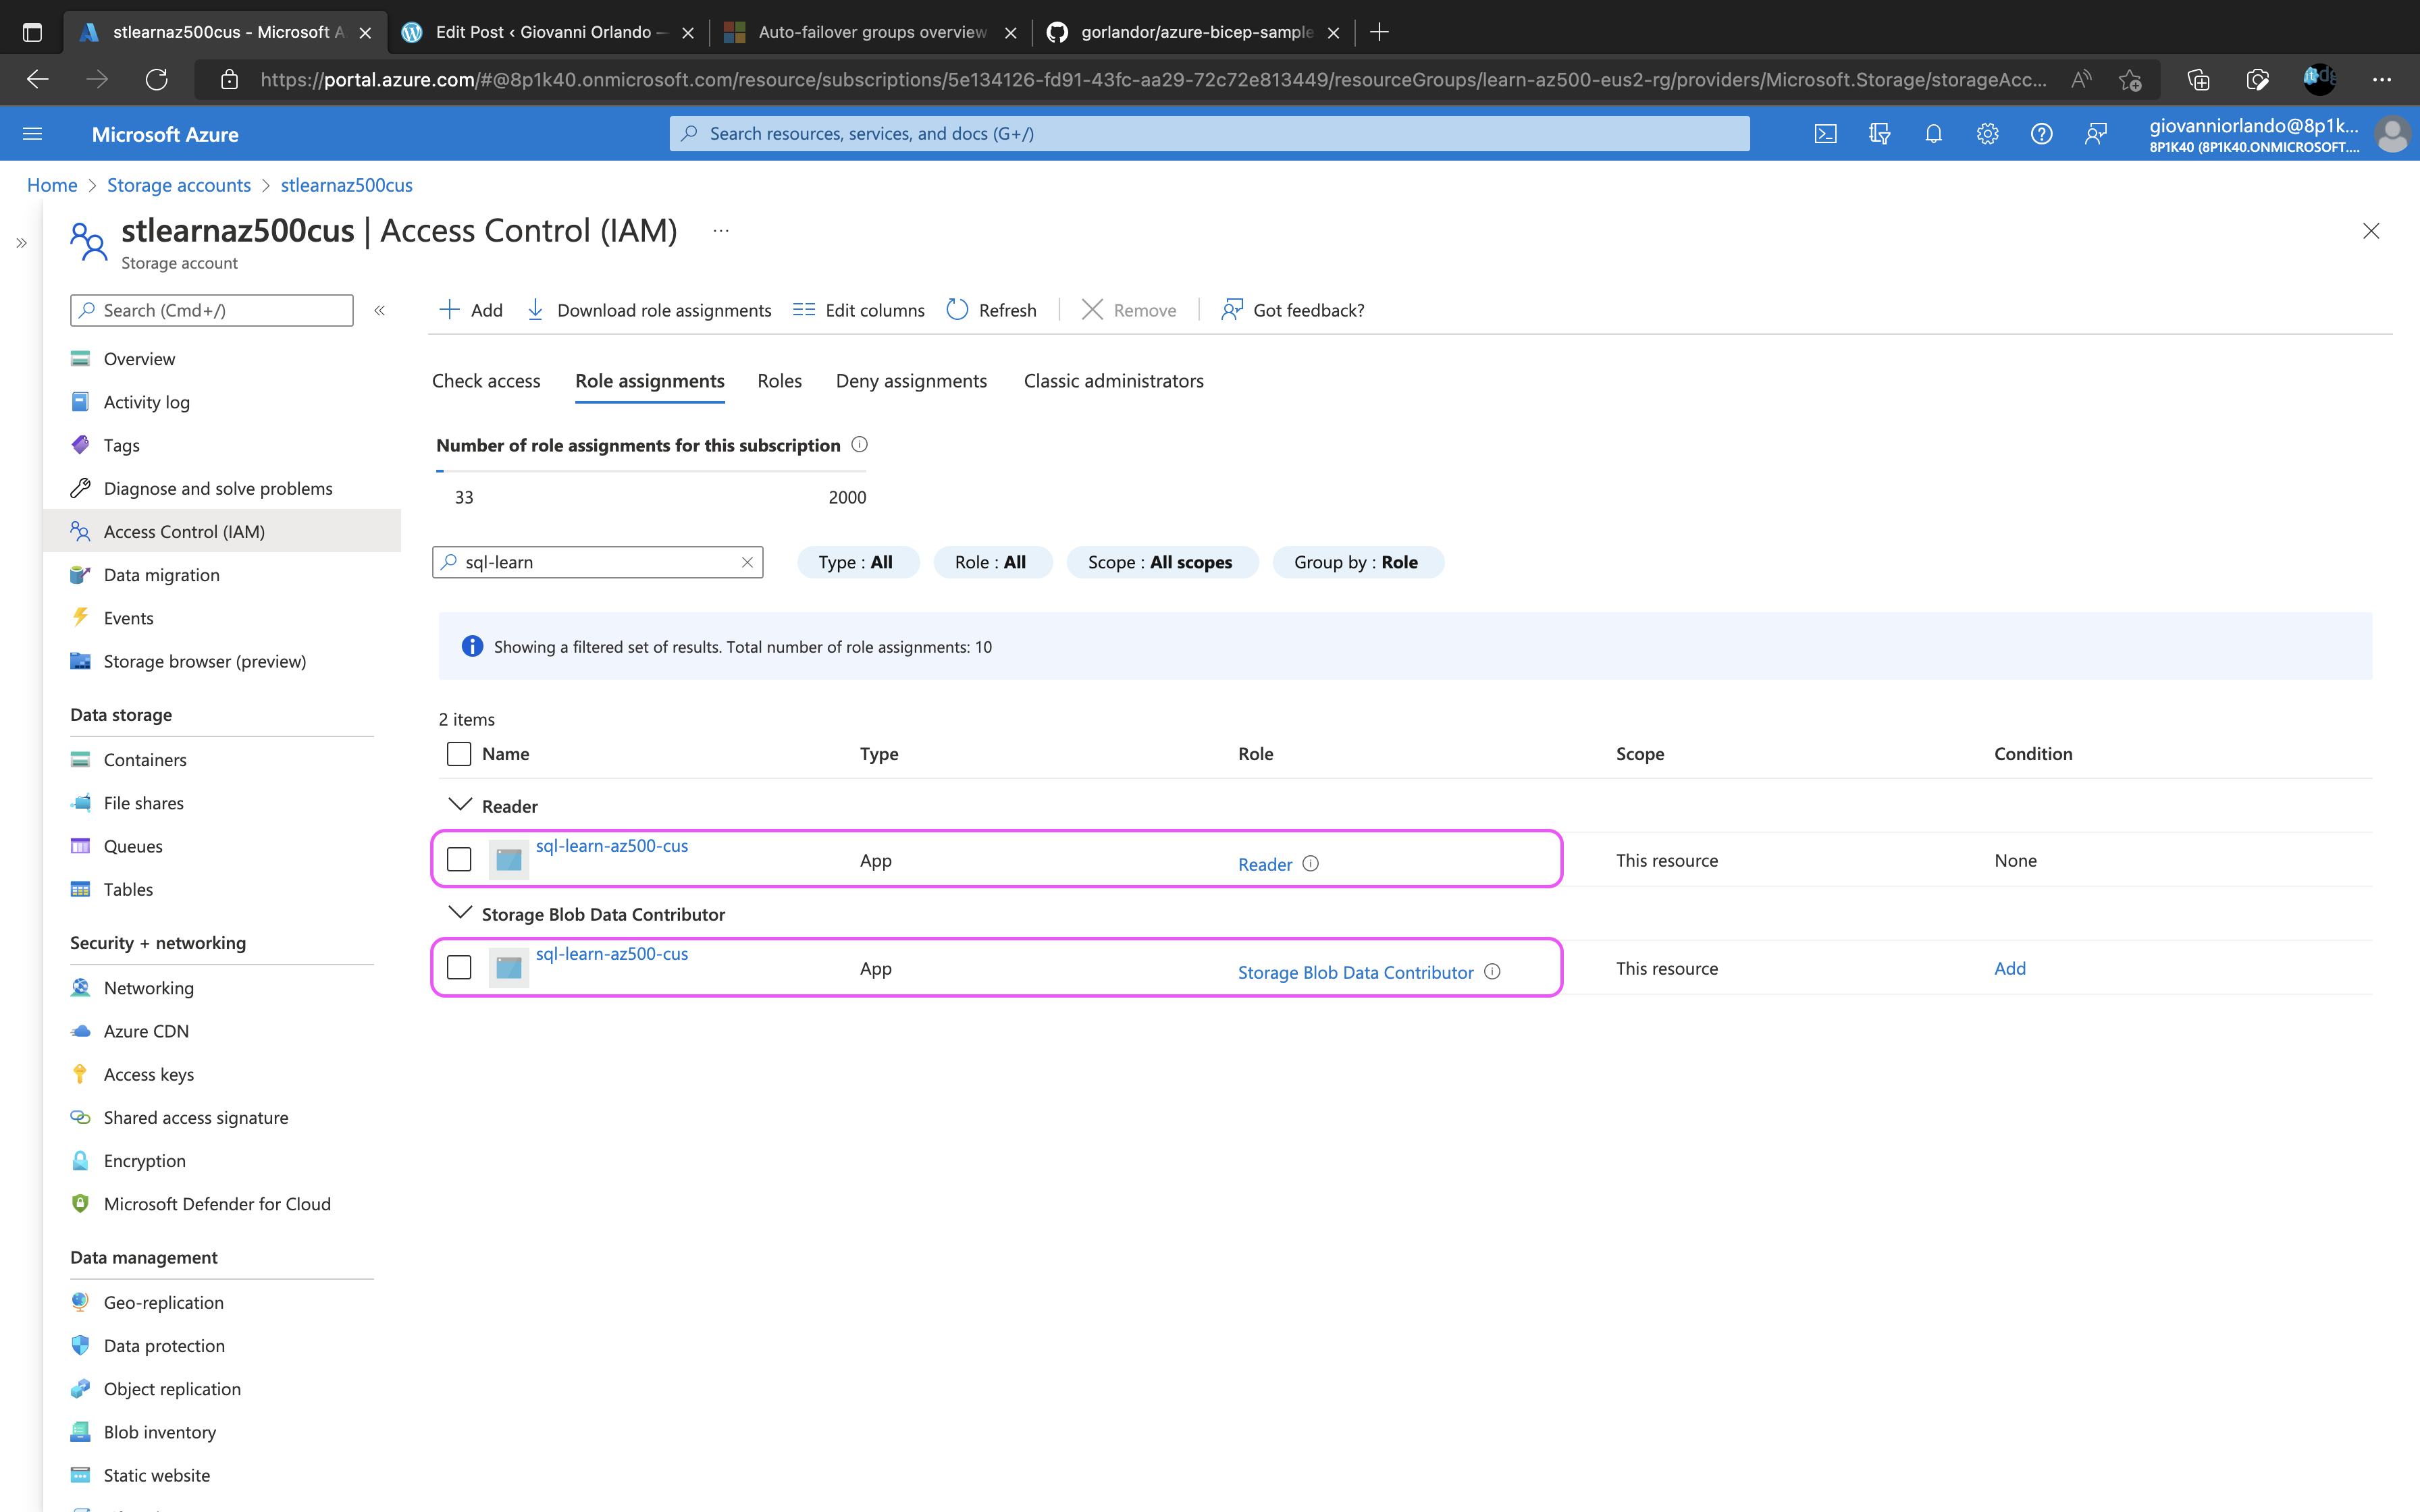 stlearnaz500cus - Microsoft A
Edit Post ‹ Giovanni Orlando —
Auto-failover groups overview
gorlandor/azure-bicep-sample
https://portal.azure.com/#@8p1k40.onmicrosoft.com/resource/subscriptions/5e134126-fd91-43fc-aa29-72c72e813449/resourceGroups/learn-az500-eus2-rg/providers/Microsoft.Storage/storageAcc...
Microsoft Azure
Search resources, services, and docs (G+/)
giovanniorlando@8p1k...
8P1K40 (8P1K40.ONMICROSOFT....
Home > Storage accounts > stlearnaz500cus
stlearnaz500cus | Access Control (IAM) ...
Storage account
Search (Cmd+/)
Overview
Activity log
Tags
Diagnose and solve problems
Access Control (IAM)
Data migration
Events
Storage browser (preview)
Data storage
Containers
File shares
Queues
Tables
Security + networking
Networking
Azure CDN
Access keys
Shared access signature
Encryption
Microsoft Defender for Cloud
Data management
Geo-replication
Data protection
Object replication
Blob inventory
Static website
Add Download role assignments Edit columns Refresh Remove Got feedback?
Check access Role assignments Roles Deny assignments Classic administrators
Number of role assignments for this subscription
33 2000
sql-learn
Type : All Role : All Scope : All scopes Group by : Role
Showing a filtered set of results. Total number of role assignments: 10
2 items
Name Type Role Scope Condition
Reader
sql-learn-az500-cus App Reader This resource None
Storage Blob Data Contributor
sql-learn-az500-cus App Storage Blob Data Contributor This resource Add